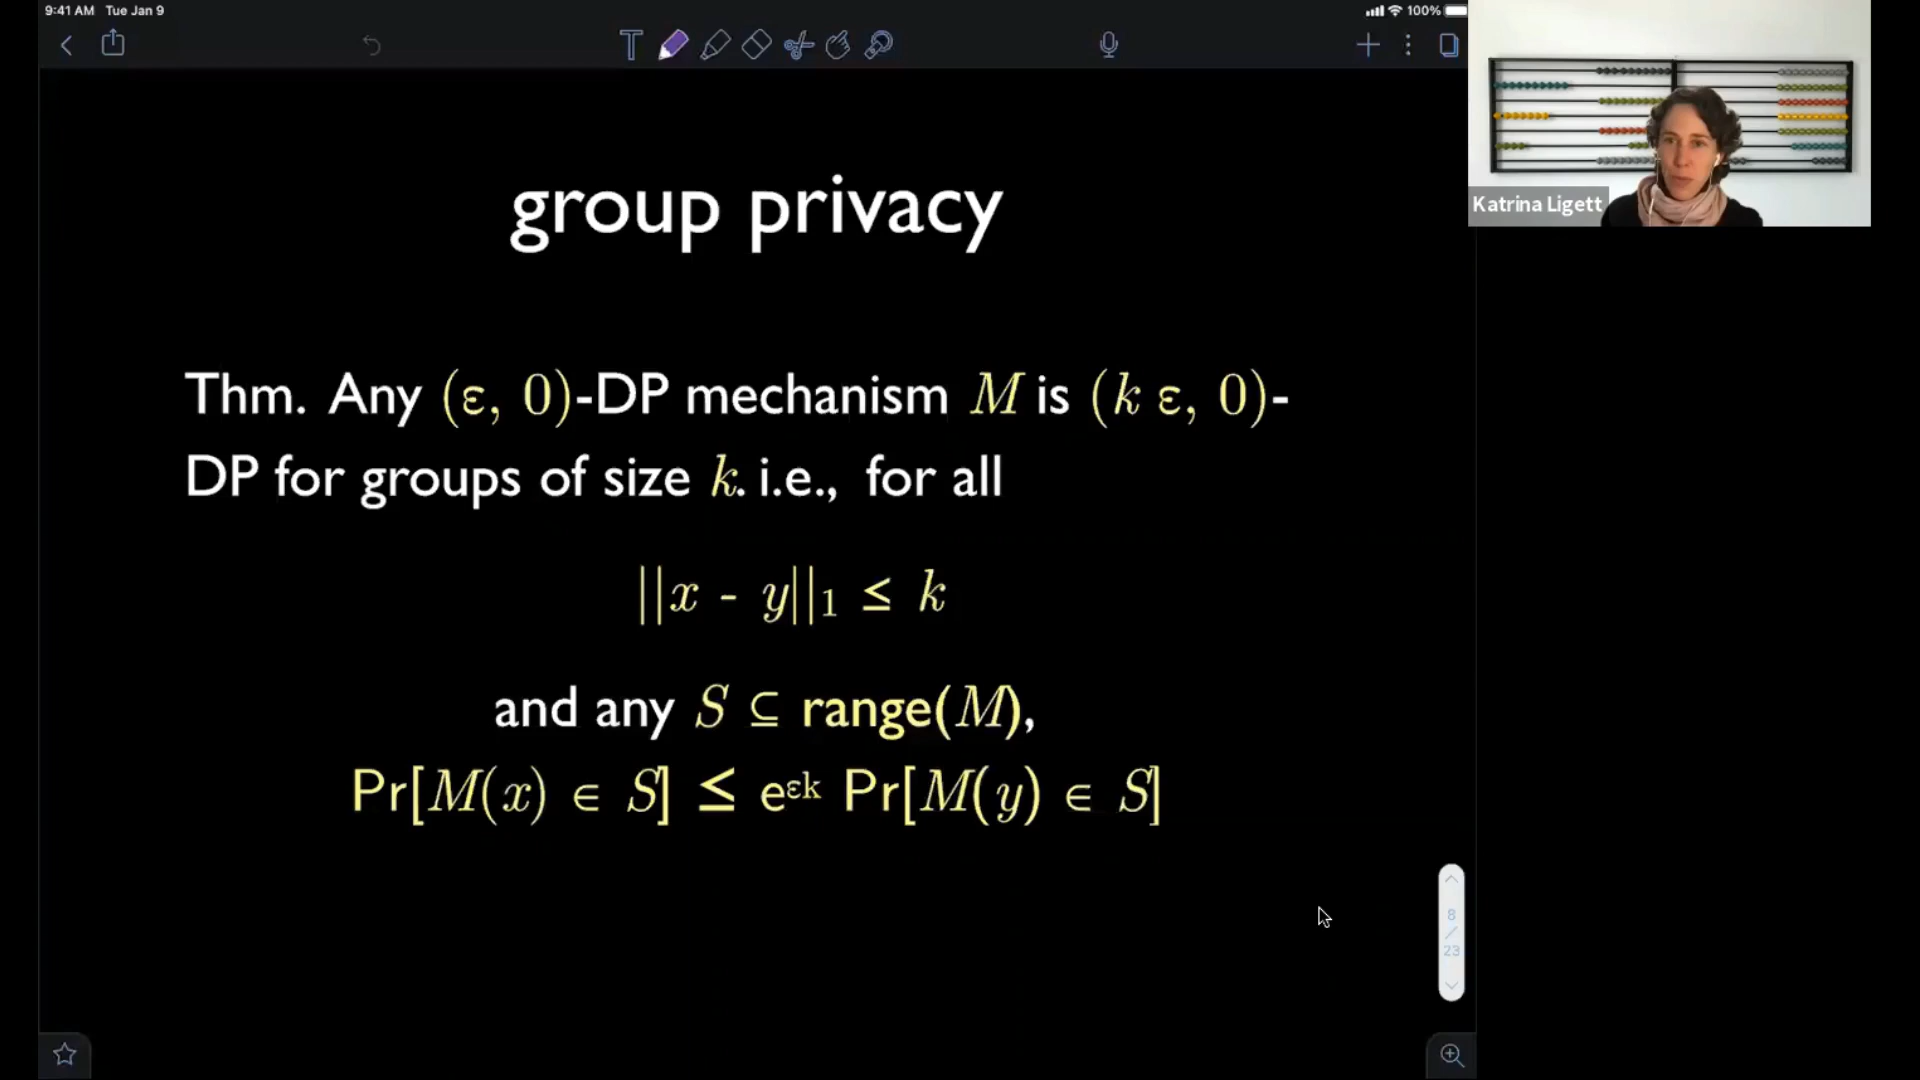 9:41 AM Tue Jan 9
100%
T
Katrina Ligett
group privacy
Thm. Any (ε, 0)-DP mechanism M is (k ε, 0)-
DP for groups of size k. i.e., for all
||x - y||₁ ≤ k
and any S ⊆ range(M),
Pr[M(x) ∈ S] ≤ e^εk Pr[M(y) ∈ S]
8
/
23